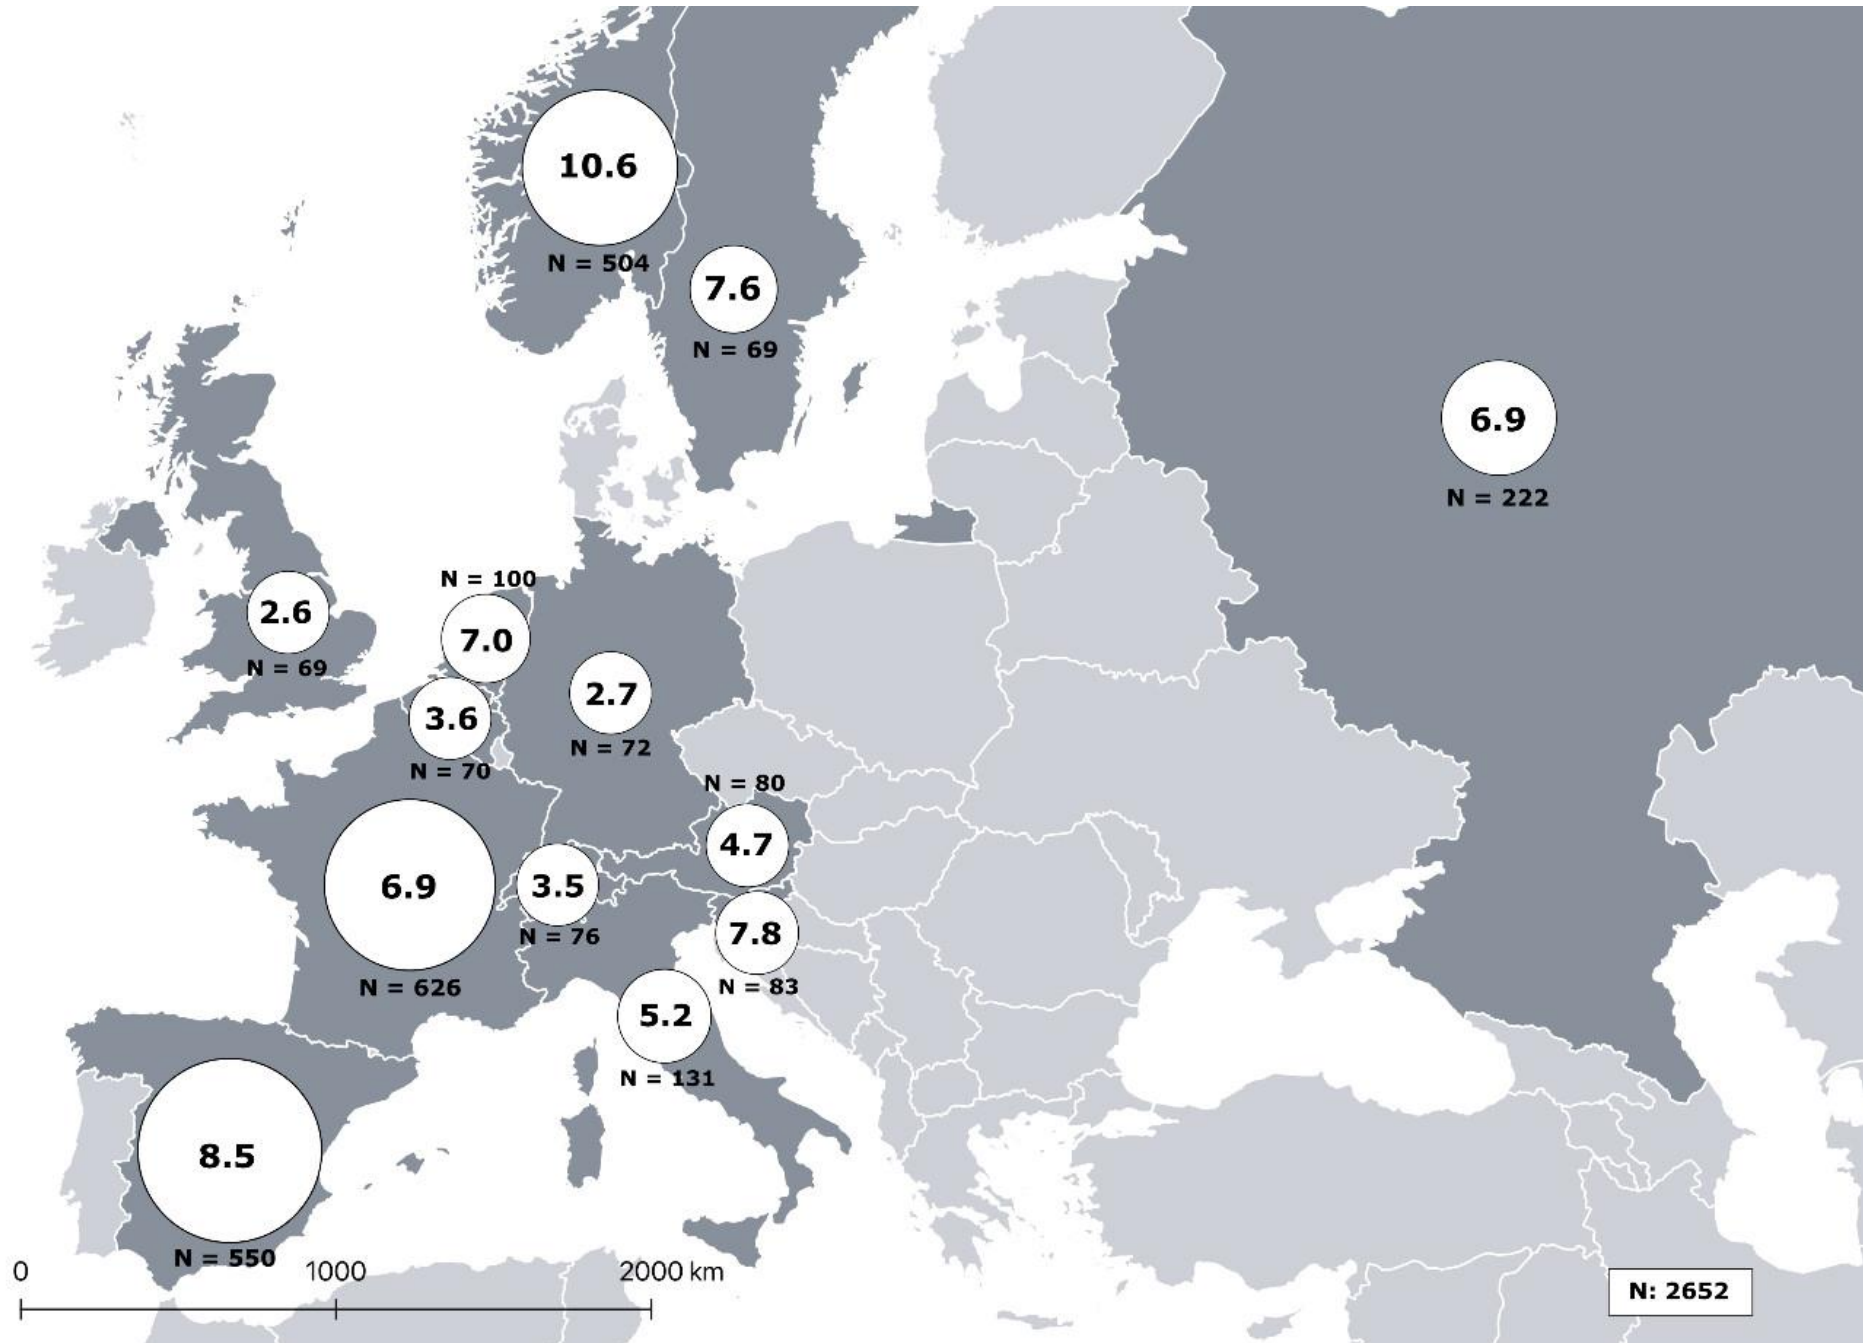 10.6
N = 504
7.6
N = 69
6.9
N = 222
N = 100
2.6
7.0
N = 69
2.7
3.6
N = 72
N = 70
N = 80
4.7
6.9
3.5
N = 76
7.8
N = 626
N = 83
5.2
N = 131
8.5
N = 550
0 1000 2000 km
N: 2652